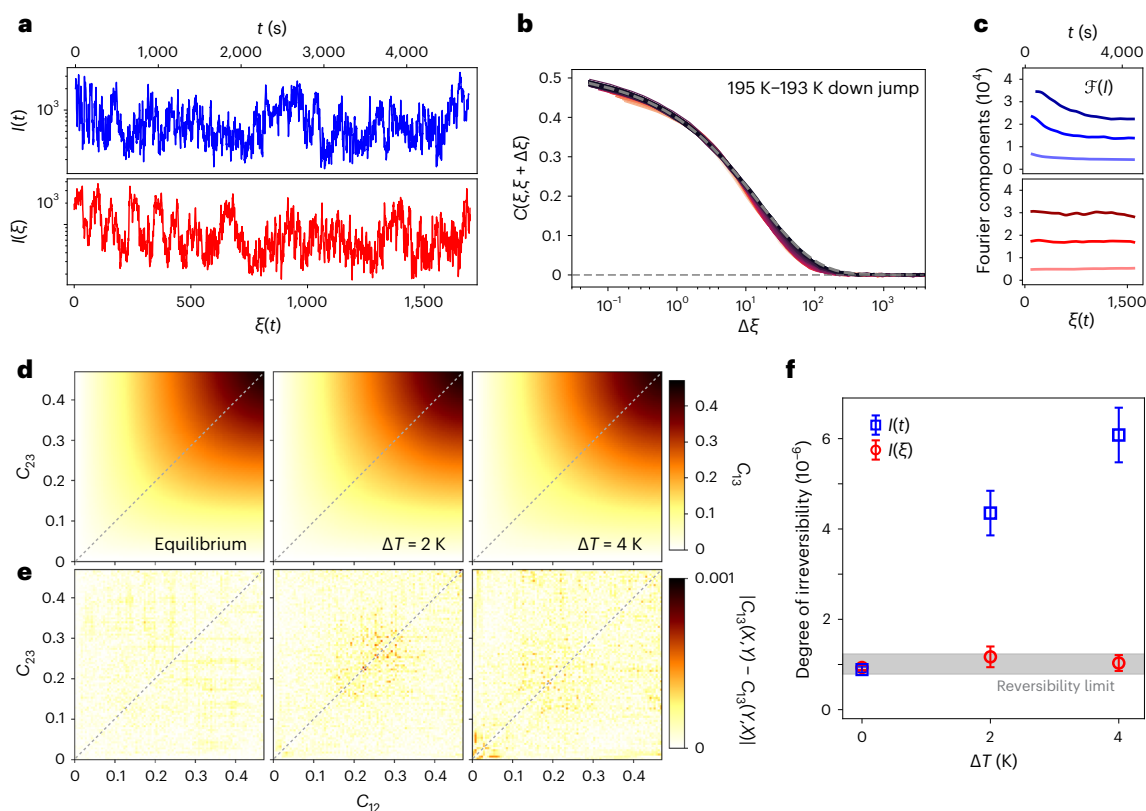 a
t (s)
0 1,000 2,000 3,000 4,000
I(t)
10³
I(ξ)
10³
0 500 1,000 1,500
ξ(t)
b
195 K–193 K down jump
C(ξ,ξ + Δξ)
0.5
0.4
0.3
0.2
0.1
0
10⁻¹ 10⁰ 10¹ 10² 10³
Δξ
c
t (s)
0 4,000
ℱ(I)
Fourier components (10⁴)
4
3
2
1
0
4
3
2
1
0
0 1,500
ξ(t)
d
C₂₃
0.4
0.3
0.2
0.1
0
Equilibrium
ΔT = 2 K
ΔT = 4 K
C₁₃
0.4
0.3
0.2
0.1
0
e
C₂₃
0.4
0.3
0.2
0.1
0
0 0.1 0.2 0.3 0.4
0 0.1 0.2 0.3 0.4
0 0.1 0.2 0.3 0.4
C₁₂
0.001
0
|C₁₃(X,Y) – C₁₃(Y,X)|
f
I(t)
I(ξ)
Degree of irreversibility (10⁻⁶)
6
4
2
0
Reversibility limit
0 2 4
ΔT (K)